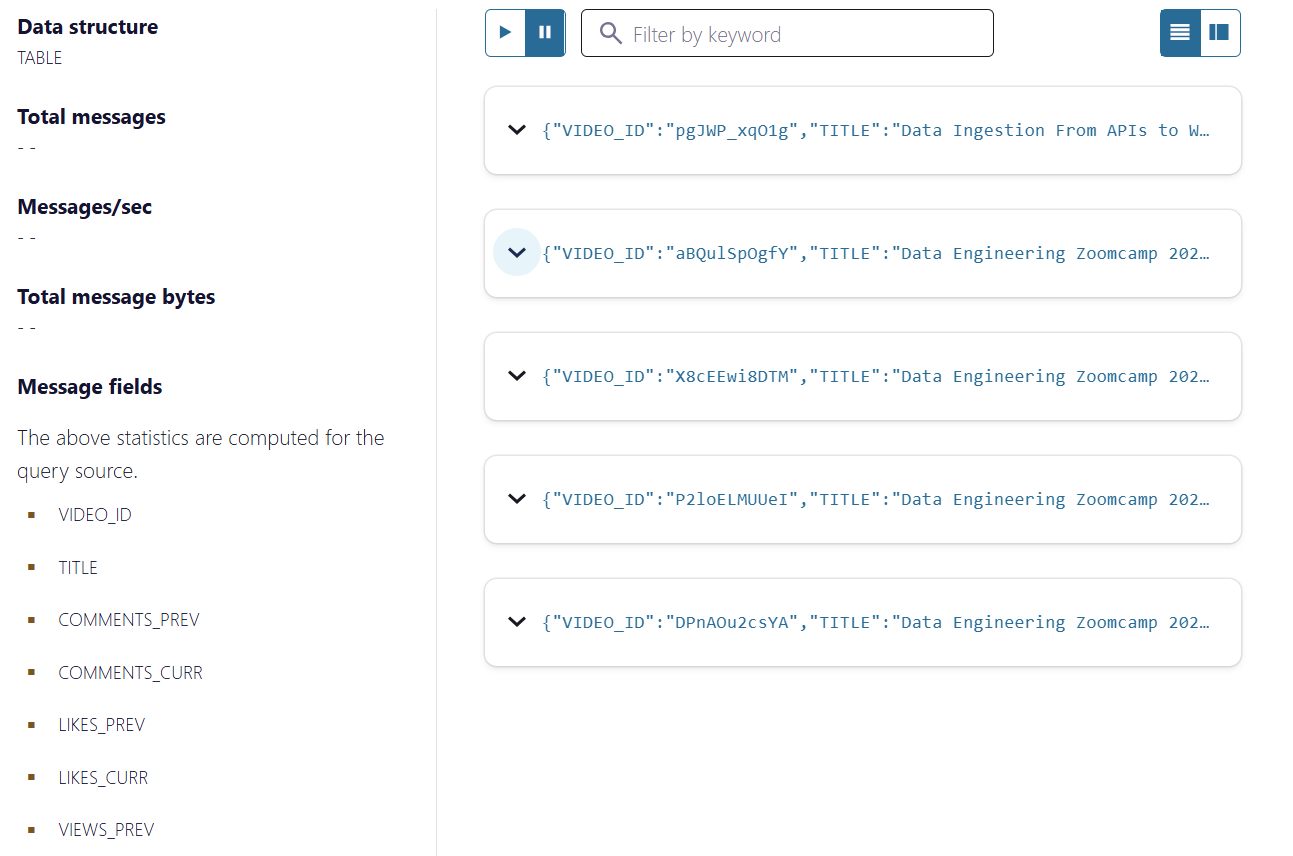 Data structure
TABLE
Total messages
- -
Messages/sec
- -
Total message bytes
- -
Message fields
The above statistics are computed for the
query source.
VIDEO_ID
TITLE
COMMENTS_PREV
COMMENTS_CURR
LIKES_PREV
LIKES_CURR
VIEWS_PREV
Filter by keyword
{"VIDEO_ID":"pgJWP_xqO1g","TITLE":"Data Ingestion From APIs to W…
{"VIDEO_ID":"aBQulSpOgfY","TITLE":"Data Engineering Zoomcamp 202…
{"VIDEO_ID":"X8cEEwi8DTM","TITLE":"Data Engineering Zoomcamp 202…
{"VIDEO_ID":"P2loELMUUeI","TITLE":"Data Engineering Zoomcamp 202…
{"VIDEO_ID":"DPnAOu2csYA","TITLE":"Data Engineering Zoomcamp 202…